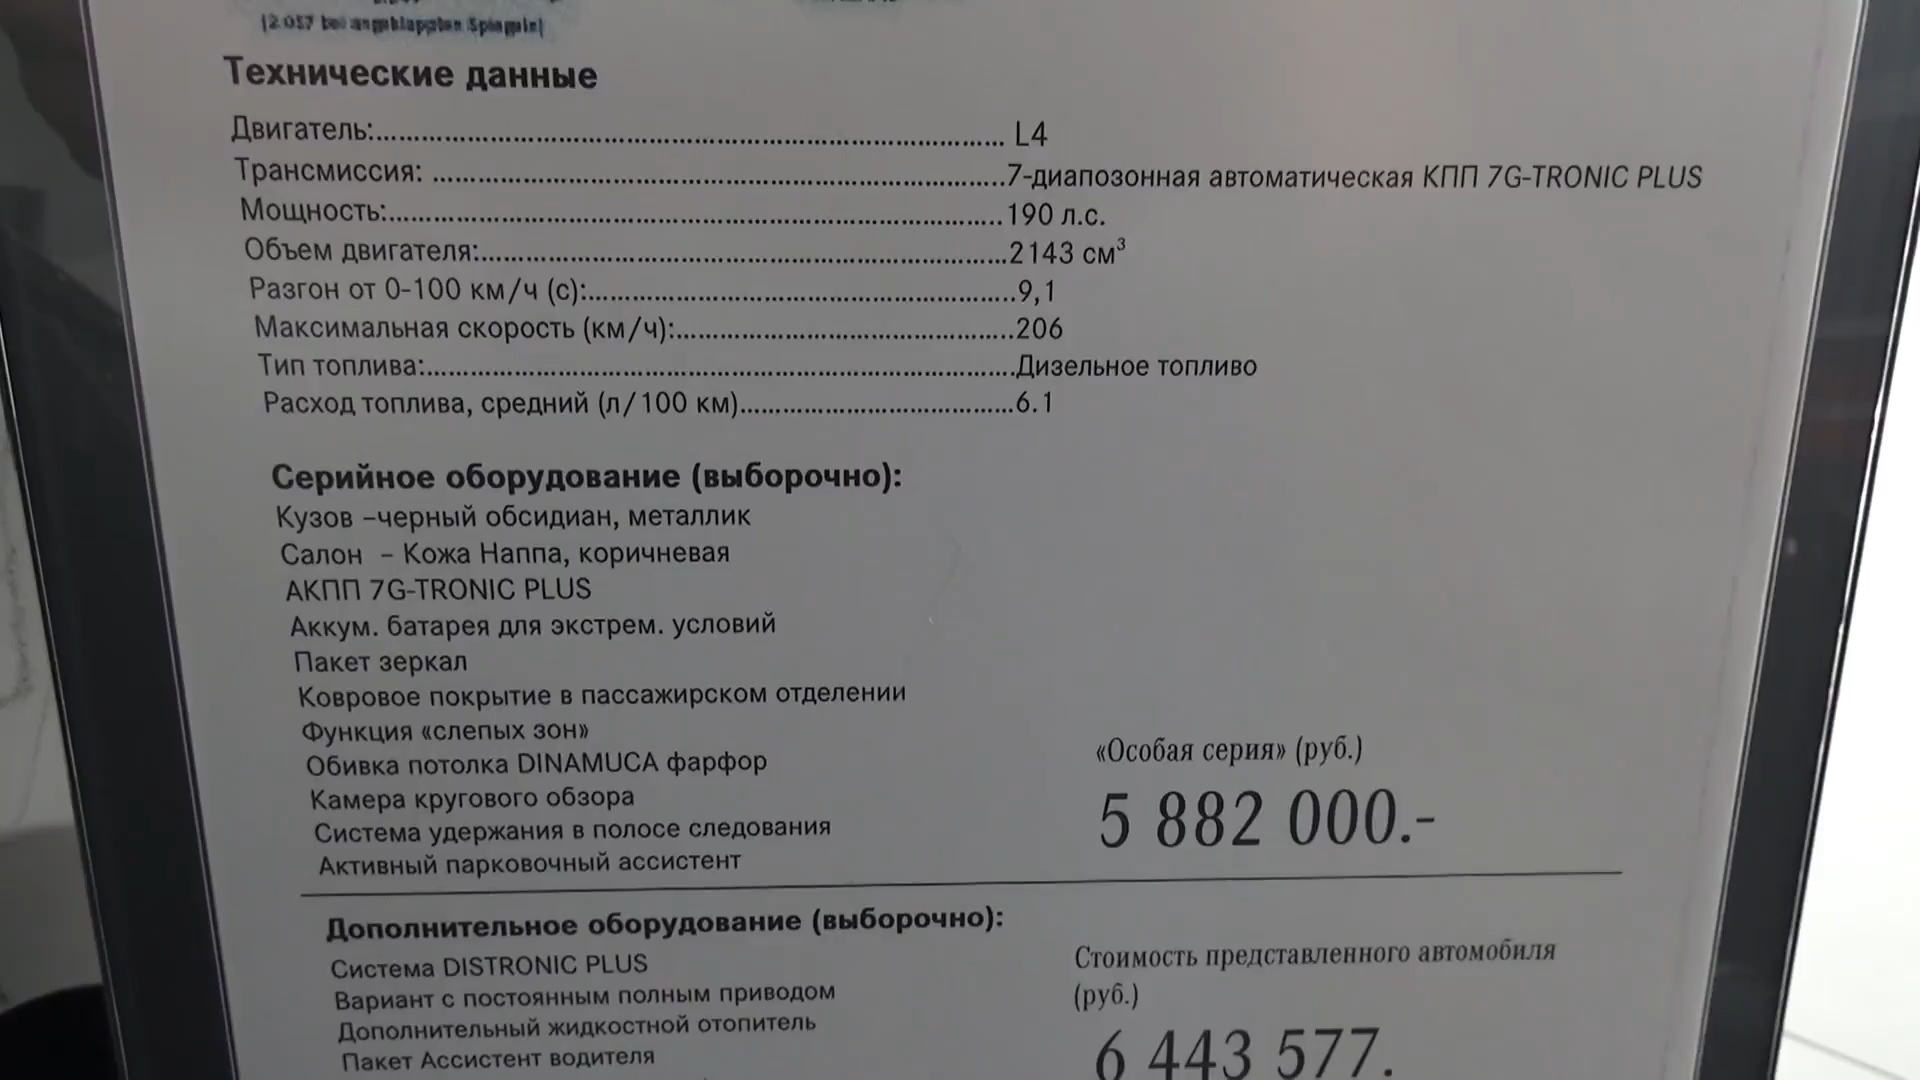 (2.057 bei angeklappten Spiegeln)
Технические данные
Двигатель:.................................................................................. L4
Трансмиссия: ...........................................................................7-диапозонная автоматическая КПП 7G-TRONIC PLUS
Мощность:................................................................................190 л.с.
Объем двигателя:.....................................................................2143 см³
Разгон от 0-100 км/ч (с):........................................................9,1
Максимальная скорость (км/ч):............................................206
Тип топлива:.............................................................................Дизельное топливо
Расход топлива, средний (л/100 км)....................................6.1
Серийное оборудование (выборочно):
Кузов –черный обсидиан, металлик
Салон – Кожа Наппа, коричневая
АКПП 7G-TRONIC PLUS
Аккум. батарея для экстрем. условий
Пакет зеркал
Ковровое покрытие в пассажирском отделении
Функция «слепых зон»
Обивка потолка DINAMUCA фарфор
Камера кругового обзора
Система удержания в полосе следования
Активный парковочный ассистент
«Особая серия» (руб.)
5 882 000.-
Дополнительное оборудование (выборочно):
Система DISTRONIC PLUS
Вариант с постоянным полным приводом
Дополнительный жидкостной отопитель
Пакет Ассистент водителя
Стоимость представленного автомобиля
(руб.)
6 443 577.